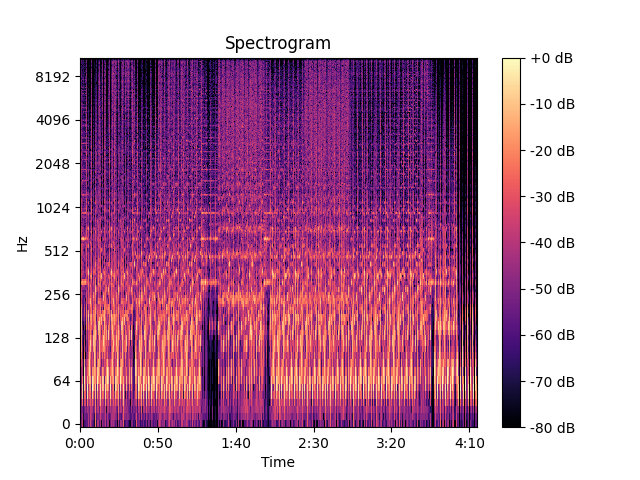 Spectrogram
8192
4096
2048
1024
512
256
128
64
0
Hz
0:00 0:50 1:40 2:30 3:20 4:10
Time
+0 dB
-10 dB
-20 dB
-30 dB
-40 dB
-50 dB
-60 dB
-70 dB
-80 dB